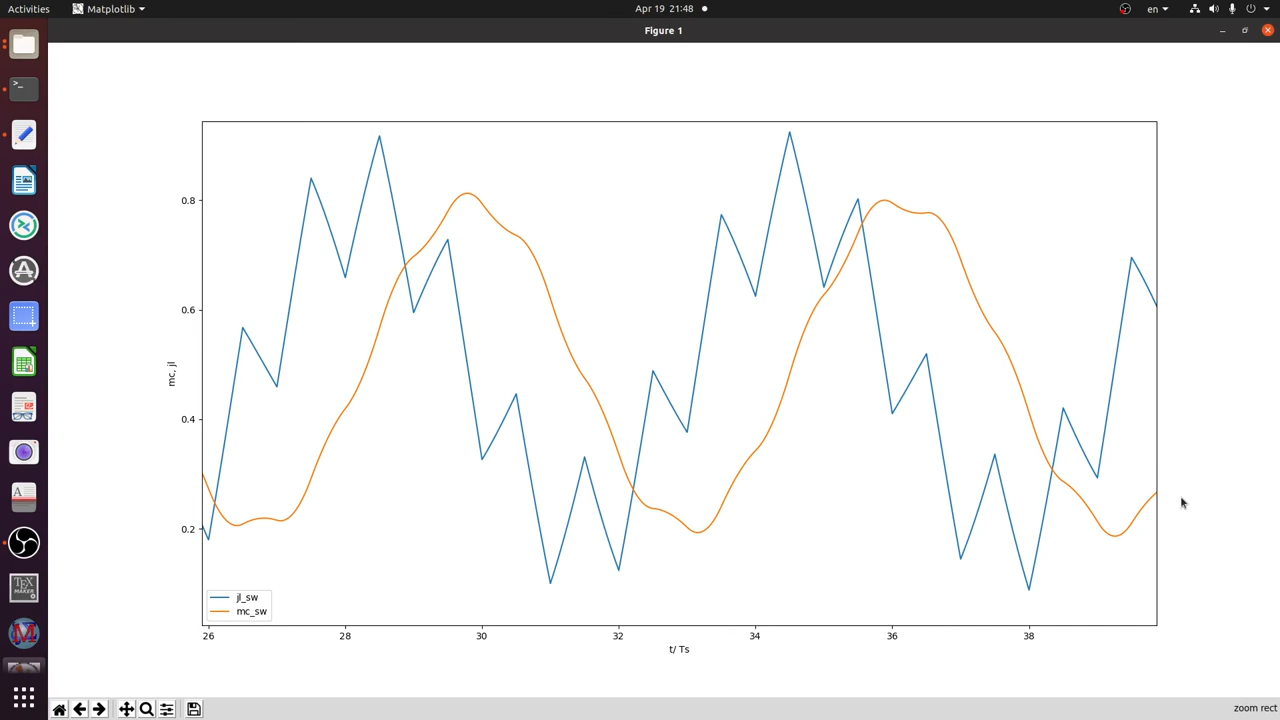 Activities
Matplotlib
Apr 19 21:48
en
Figure 1
0.8
0.6
0.4
0.2
mc, jl
jl_sw
mc_sw
26 28 30 32 34 36 38
t/ Ts
zoom rect